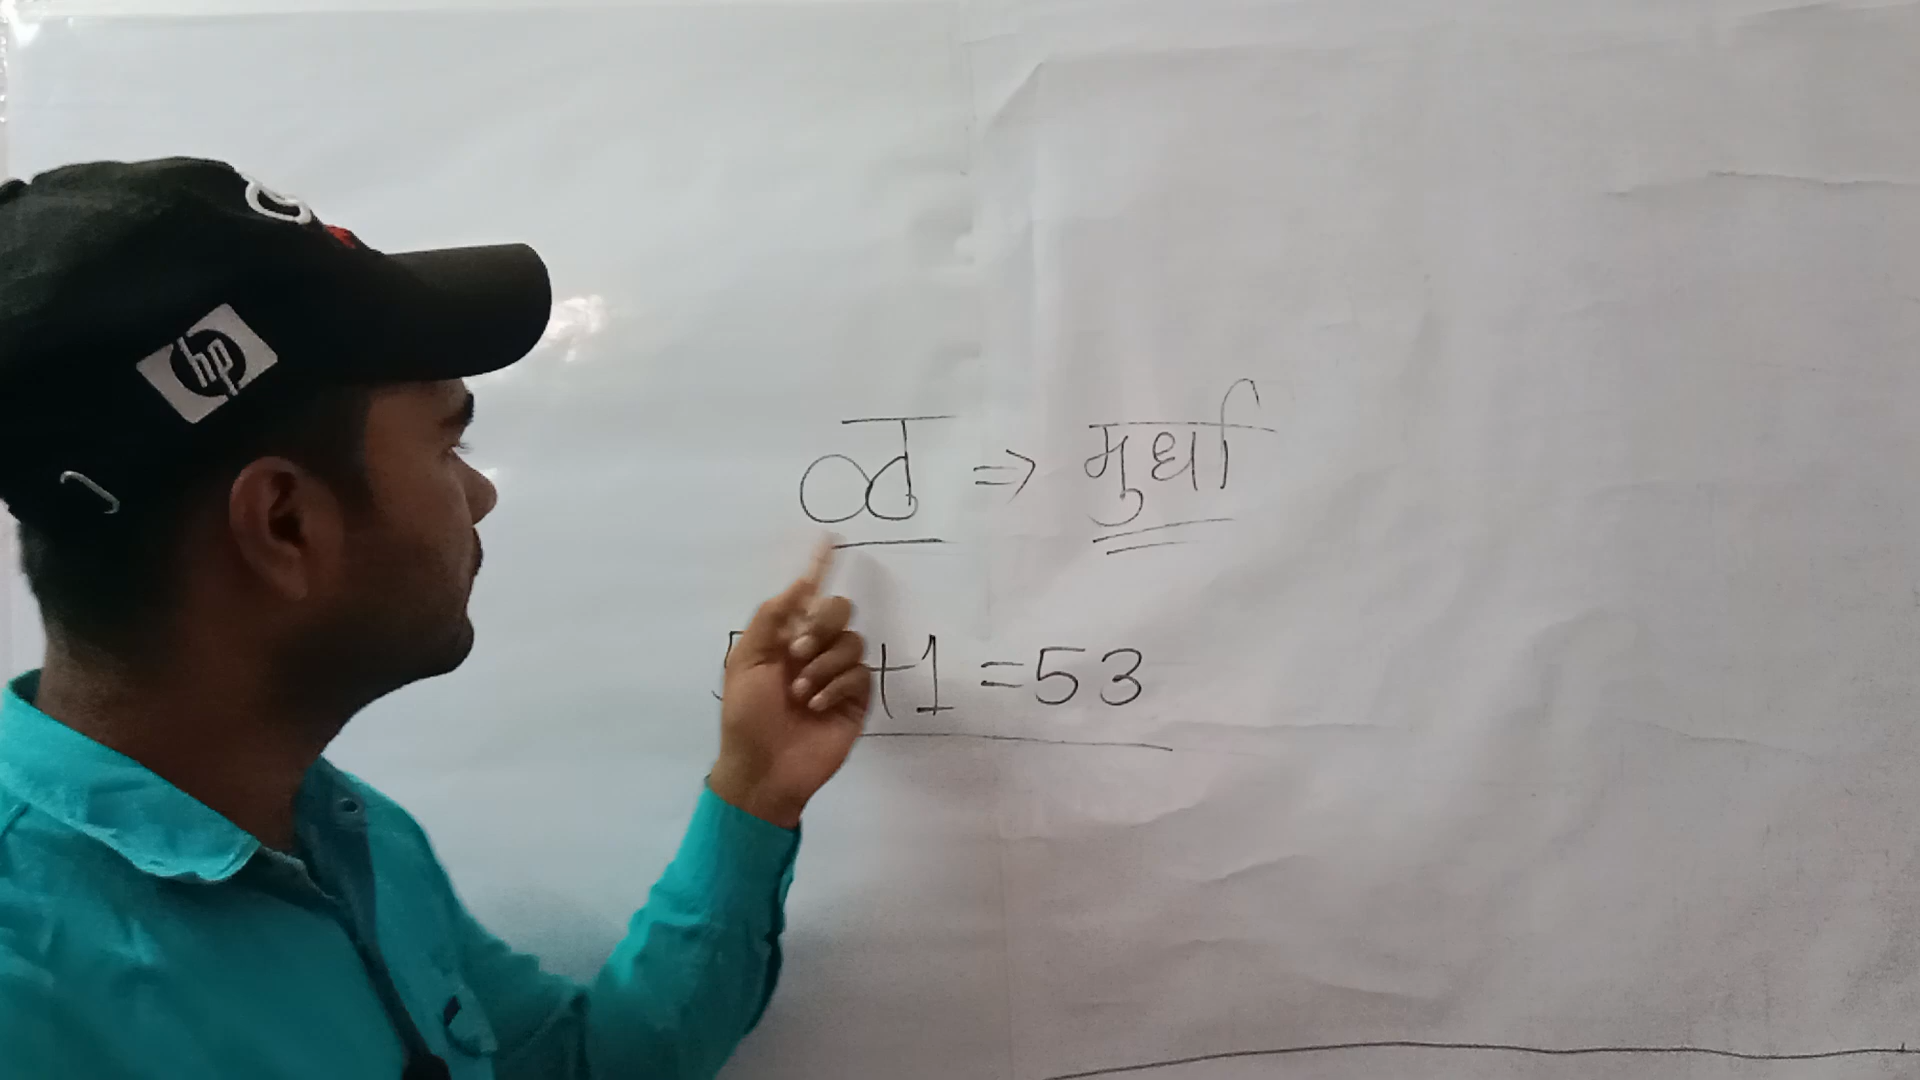 hp
ळ ⇒ मुर्धा
+1 =53